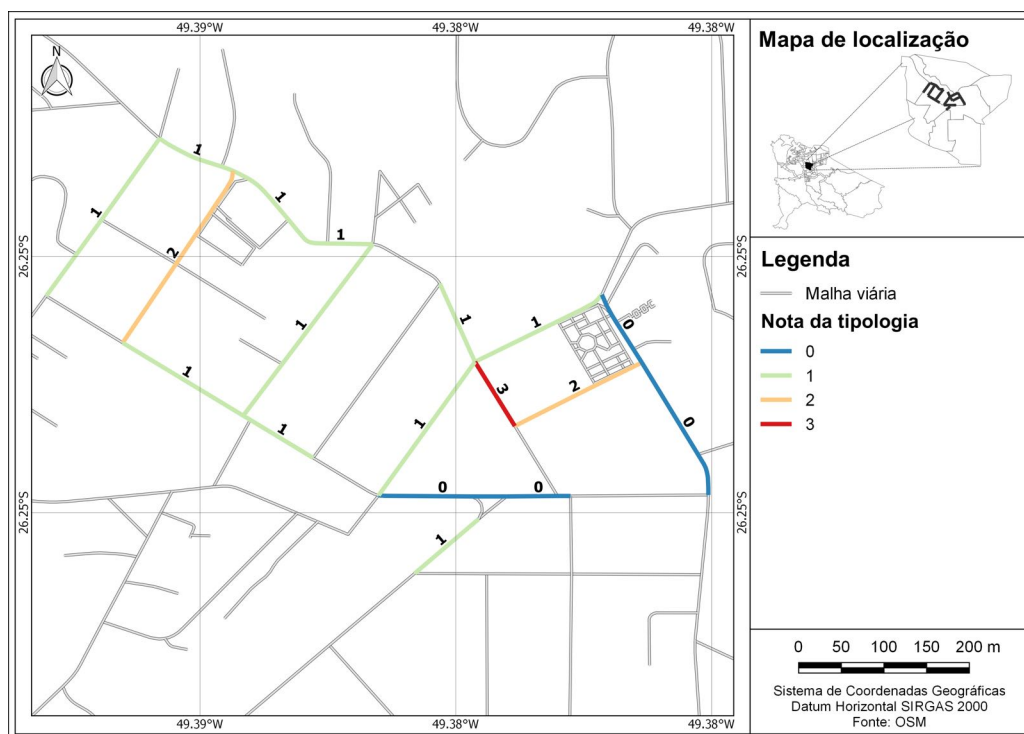 49.39°W
49.38°W
49.38°W
N
26.25°S
26.25°S
1
1
1
1
2
1
1
0
1
1
3
2
1
1
0
1
0
0
1
26.25°S
26.25°S
49.39°W
49.38°W
49.38°W
Mapa de localização
Legenda
Malha viária
Nota da tipologia
0
1
2
3
0 50 100 150 200 m
Sistema de Coordenadas Geográficas
Datum Horizontal SIRGAS 2000
Fonte: OSM